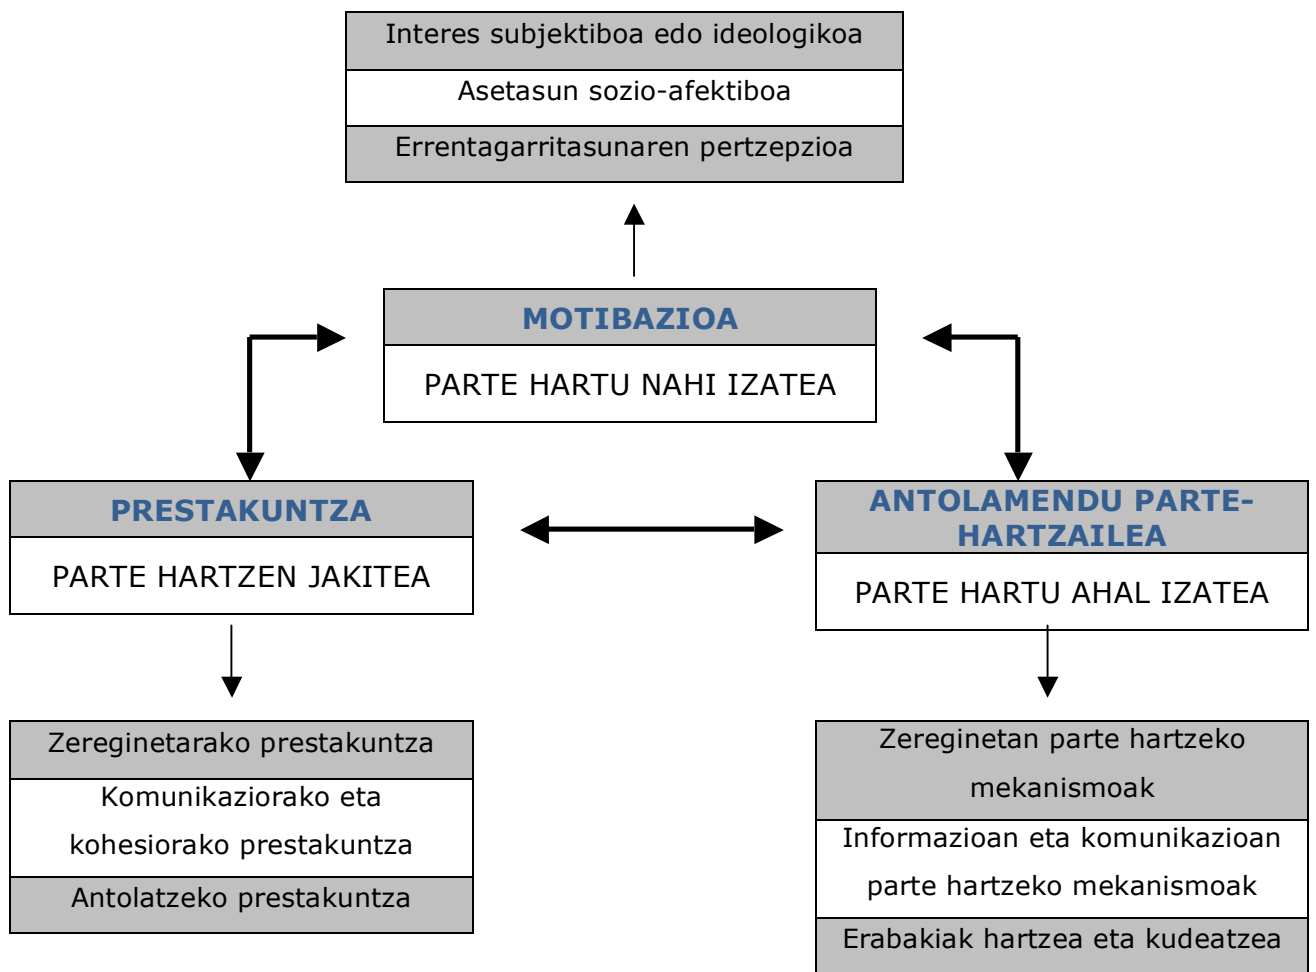 Interes subjektiboa edo ideologikoa
Asetasun sozio-afektiboa
Errentagarritasunaren pertzepzioa
MOTIBAZIOA
PARTE HARTU NAHI IZATEA
PRESTAKUNTZA
PARTE HARTZEN JAKITEA
ANTOLAMENDU PARTE-
HARTZAILEA
PARTE HARTU AHAL IZATEA
Zereginetarako prestakuntza
Komunikaziorako eta
kohesiorako prestakuntza
Antolatzeko prestakuntza
Zereginetan parte hartzeko
mekanismoak
Informazioan eta komunikazioan
parte hartzeko mekanismoak
Erabakiak hartzea eta kudeatzea